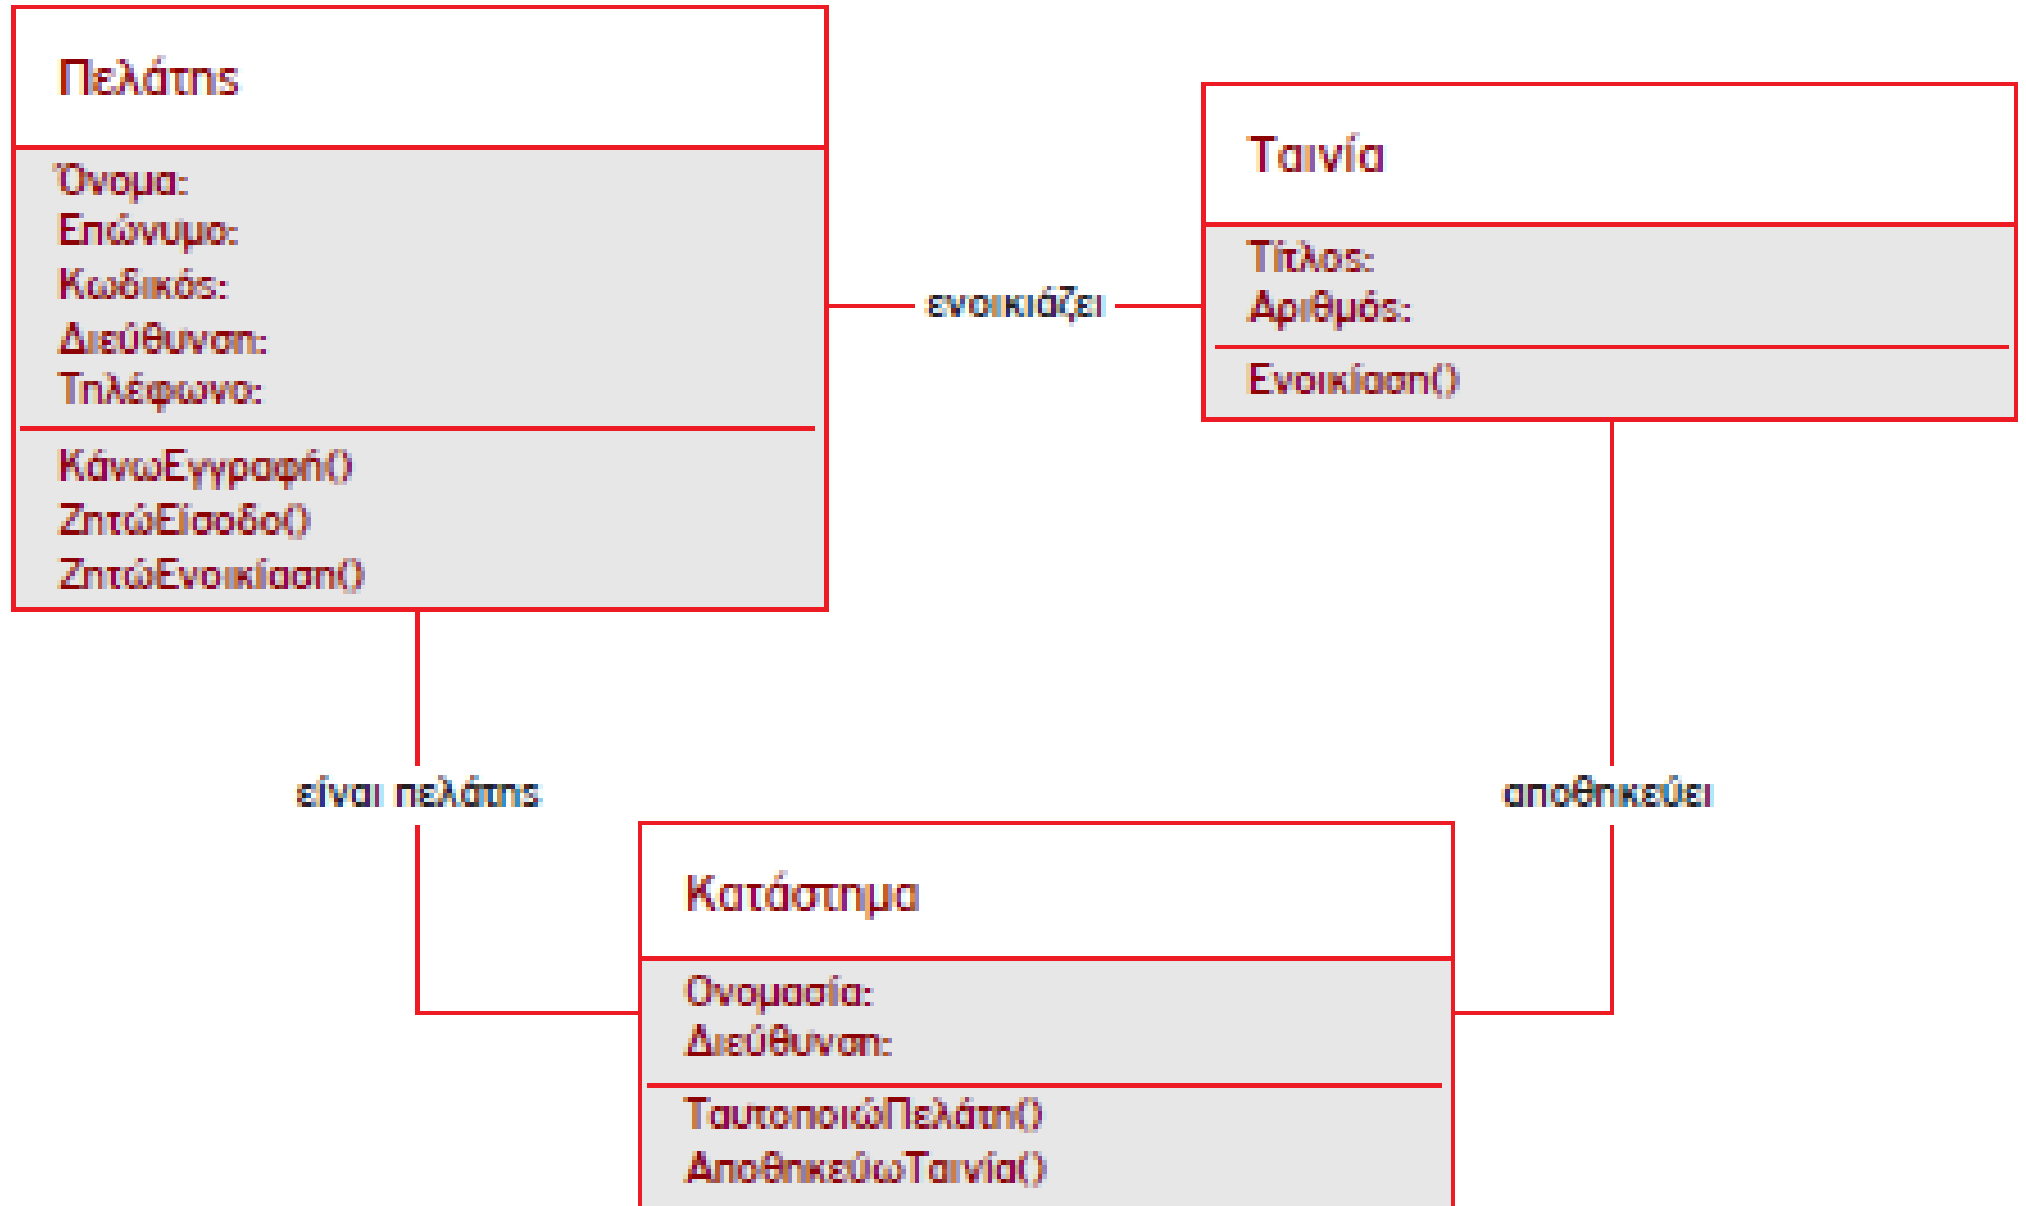 Πελάτης
Όνομα:
Επώνυμο:
Κωδικός:
Διεύθυνση:
Τηλέφωνο:
ΚάνωΕγγραφή()
ΖητώΕίσοδο()
ΖητώΕνοικίαση()
ενοικιάζει
Ταινία
Τίτλος:
Αριθμός:
Ενοικίαση()
είναι πελάτης
αποθηκεύει
Κατάστημα
Ονομασία:
Διεύθυνση:
ΤαυτοποιώΠελάτη()
ΑποθηκεύωΤαινία()